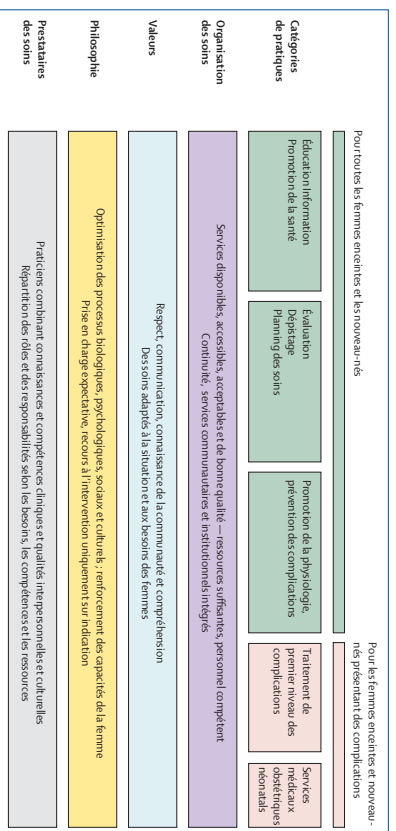 Pour toutes les femmes enceintes et les nouveau-nés
Pour les femmes enceintes et nouveau-
nés présentant des complications
Catégories
de pratiques
Éducation Information
Promotion de la santé
Évaluation
Dépistage
Planning des soins
Promotion de la physiologie,
prévention des complications
Traitement de
premier niveau des
complications
Services
médicaux
obstétriques
néonatals
Organisation
des soins
Services disponibles, accessibles, acceptables et de bonne qualité — ressources suffisantes, personnel compétent
Continuité, services communautaires et institutionnels intégrés
Valeurs
Respect, communication, connaissance de la communauté et compréhension
Des soins adaptés à la situation et aux besoins des femmes
Philosophie
Optimisation des processus biologiques, psychologiques, sociaux et culturels ; renforcement des capacités de la femme
Prise en charge expectative, recours à l'intervention uniquement sur indication
Prestataires
des soins
Praticiens combinant connaissances et compétences cliniques et qualités interpersonnelles et culturelles
Répartition des rôles et des responsabilités selon les besoins, les compétences et les ressources